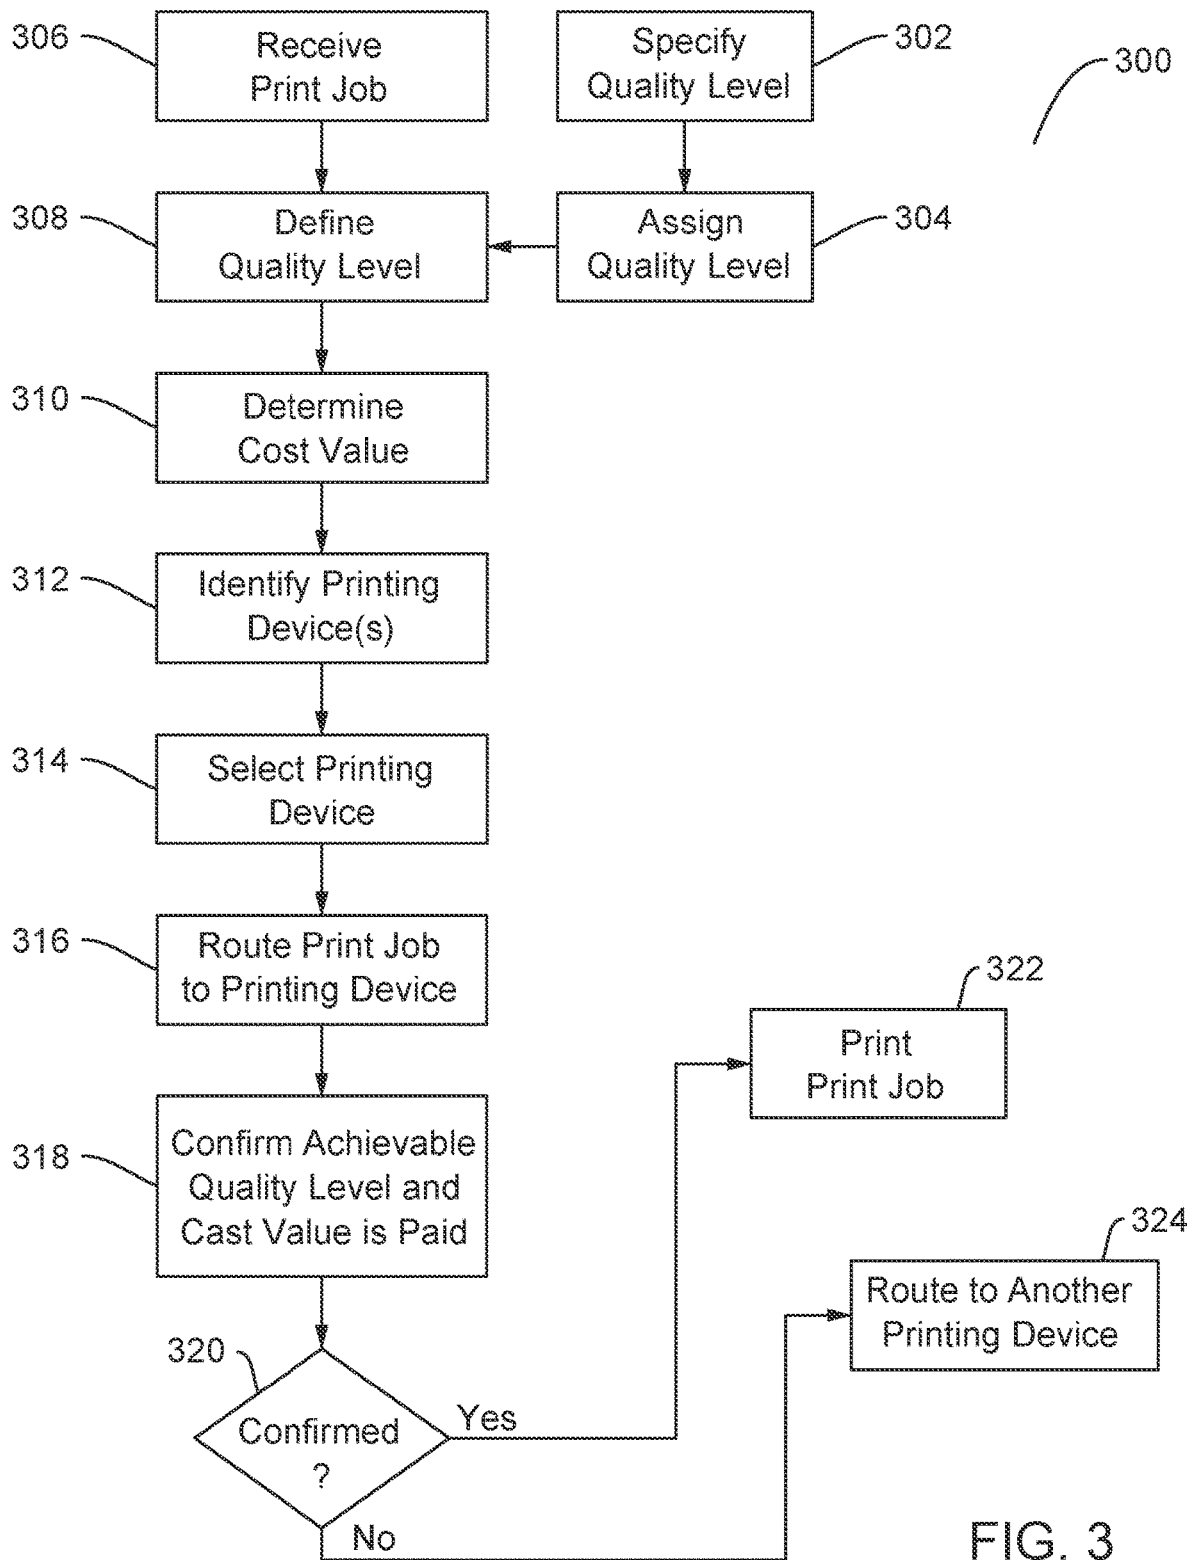 306
Receive
Print Job
Specify
Quality Level
302
300
308
Define
Quality Level
Assign
Quality Level
304
310
Determine
Cost Value
312
Identify Printing
Device(s)
314
Select Printing
Device
316
Route Print Job
to Printing Device
322
Print
Print Job
318
Confirm Achievable
Quality Level and
Cast Value is Paid
324
Route to Another
Printing Device
320
Confirmed
?
Yes
No
FIG. 3